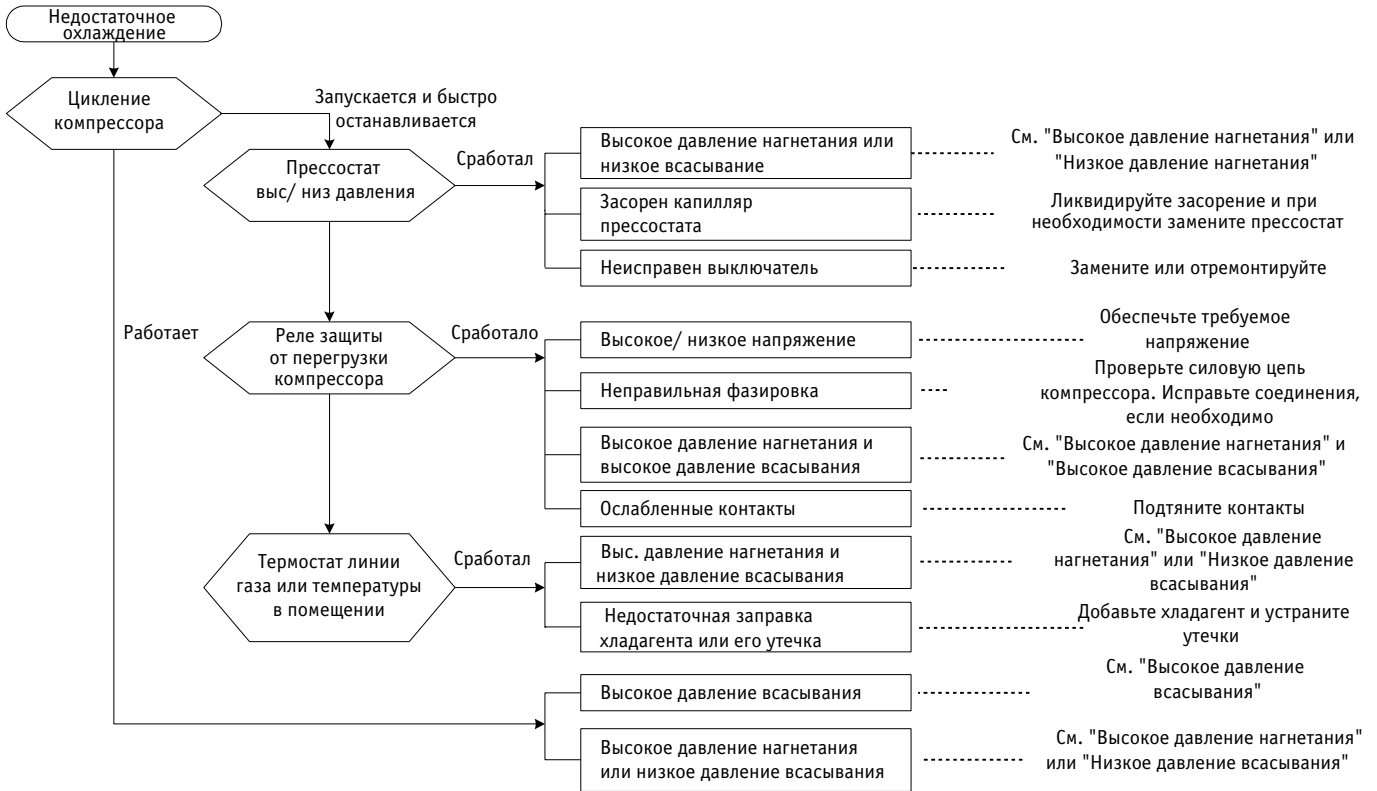 Недостаточное
охлаждение
Цикление
компрессора
Запускается и быстро
останавливается
Прессостат
выс/ низ давления
Сработал
Высокое давление нагнетания или
низкое всасывание
См. "Высокое давление нагнетания" или
"Низкое давление нагнетания"
Засорен капилляр
прессостата
Ликвидируйте засорение и при
необходимости замените прессостат
Неисправен выключатель
Замените или отремонтируйте
Работает
Реле защиты
от перегрузки
компрессора
Сработало
Высокое/ низкое напряжение
Обеспечьте требуемое
напряжение
Неправильная фазировка
Проверьте силовую цепь
компрессора. Исправьте соединения,
если необходимо
Высокое давление нагнетания и
высокое давление всасывания
См. "Высокое давление нагнетания" и
"Высокое давление всасывания"
Ослабленные контакты
Подтяните контакты
Термостат линии
газа или температуры
в помещении
Сработал
Выс. давление нагнетания и
низкое давление всасывания
См. "Высокое давление
нагнетания" или "Низкое давление
всасывания"
Недостаточная заправка
хладагента или его утечка
Добавьте хладагент и устраните
утечки
Высокое давление всасывания
См. "Высокое давление
всасывания"
Высокое давление нагнетания
или низкое давление всасывания
См. "Высокое давление нагнетания"
или "Низкое давление всасывания"